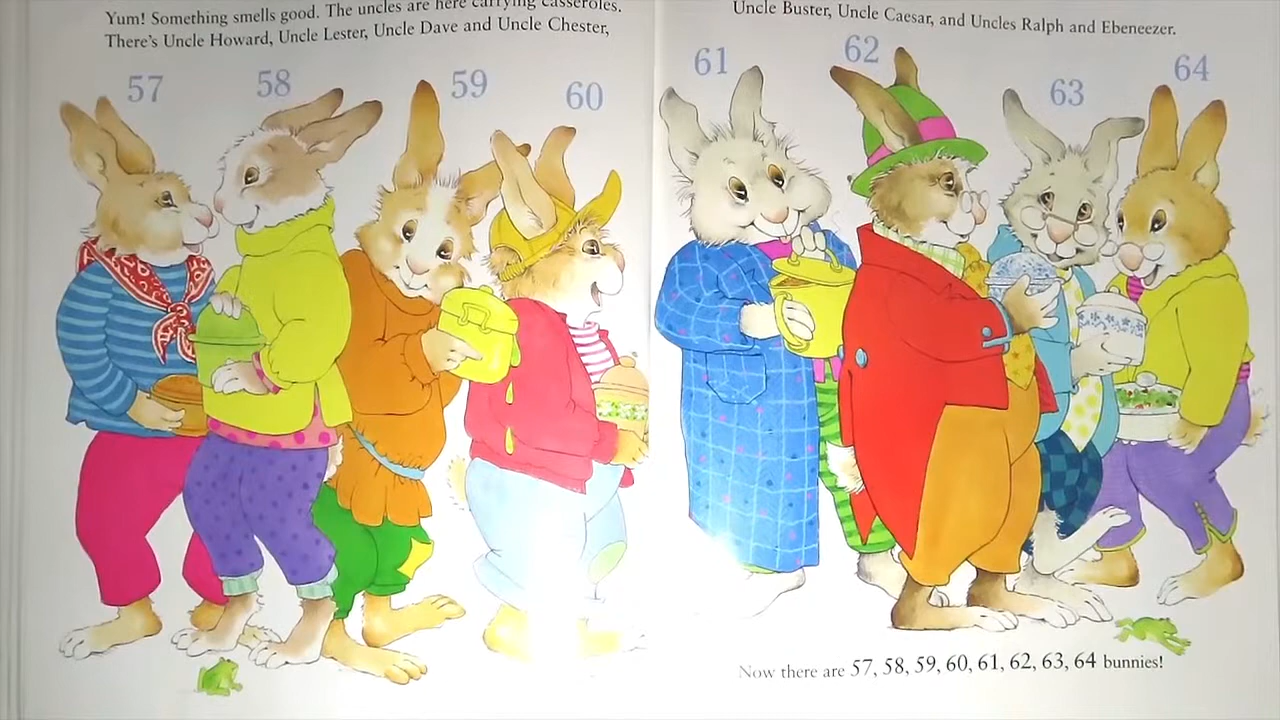 Yum! Something smells good. The uncles are here carrying casseroles.
There's Uncle Howard, Uncle Lester, Uncle Dave and Uncle Chester,
57
58
59
60
Uncle Buster, Uncle Caesar, and Uncles Ralph and Ebeneezer.
61
62
63
64
Now there are 57, 58, 59, 60, 61, 62, 63, 64 bunnies!